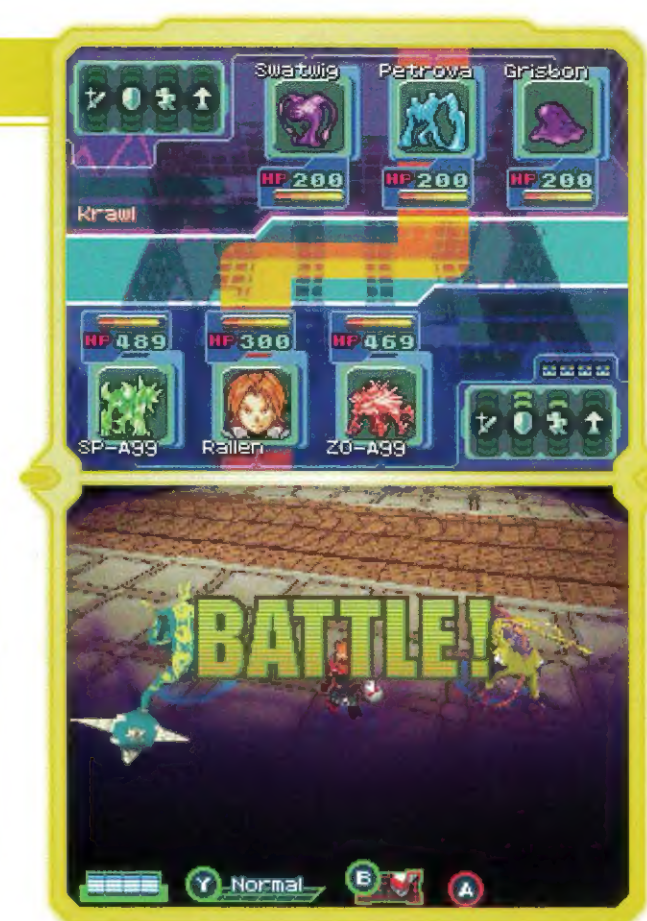 Swatwig Petrova Grisbon
HP 200 HP 200 HP 200
Krawl
HP 489 HP 300 HP 469
SP-A99 Rallen ZO-A99
BATTLE!
Y Normal B A